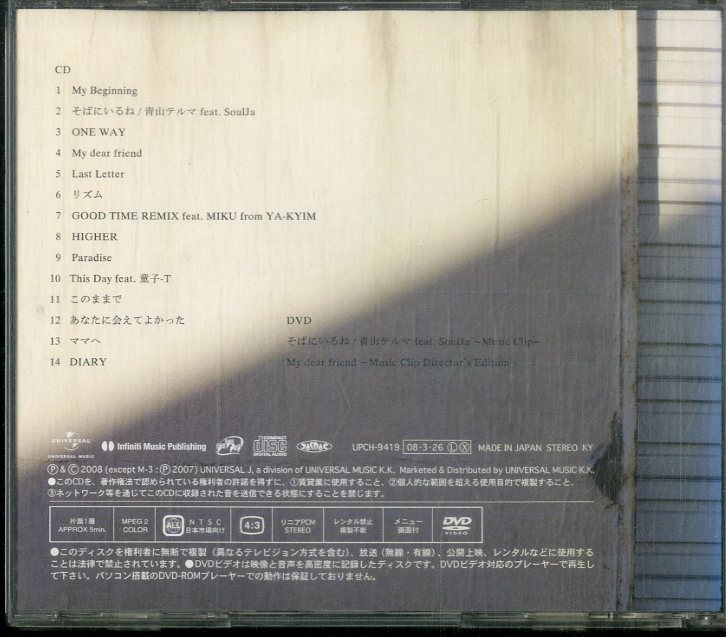 CD
1 My Beginning
2 そばにいるね / 青山テルマ feat. SoulJa
3 ONE WAY
4 My dear friend
5 Last Letter
6 リズム
7 GOOD TIME REMIX feat. MIKU from YA-KYIM
8 HIGHER
9 Paradise
10 This Day feat. 童子-T
11 このままで
12 あなたに会えてよかった
13 ママへ
14 DIARY
DVD
そばにいるね / 青山テルマ feat. SoulJa ~Music Clip~
My dear friend ~Music Clip Director's Edition~
UNIVERSAL
UNIVERSAL MUSIC
Infiniti Music Publishing
COMPACT
disc
DIGITAL AUDIO
JASRAC
UPCH-9419 08·3·26 Ⓛ Ⓧ MADE IN JAPAN STEREO KY
Ⓟ & © 2008 (except M-3 : Ⓟ 2007) UNIVERSAL J, a division of UNIVERSAL MUSIC K.K. Marketed & Distributed by UNIVERSAL MUSIC K.K.
●このCDを、著作権法で認められている権利者の許諾を得ずに、①賃貸業に使用すること、②個人的な範囲を超える使用目的で複製すること、
③ネットワーク等を通じてこのCDに収録された音を送信できる状態にすることを禁じます。
片面1層
APPROX 9min.
MPEG 2
COLOR
ALL
NTSC
日本市場向け
4:3
リニアPCM
STEREO
レンタル禁止
複製不能
メニュー
画面付
DVD
VIDEO
●このディスクを権利者に無断で複製（異なるテレビジョン方式を含む）、放送（無線・有線）、公開上映、レンタルなどに使用する
ことは法律で禁止されています。●DVDビデオは映像と音声を高密度に記録したディスクです。DVDビデオ対応のプレーヤーで再生し
て下さい。パソコン搭載のDVD-ROMプレーヤーでの動作は保証しておりません。